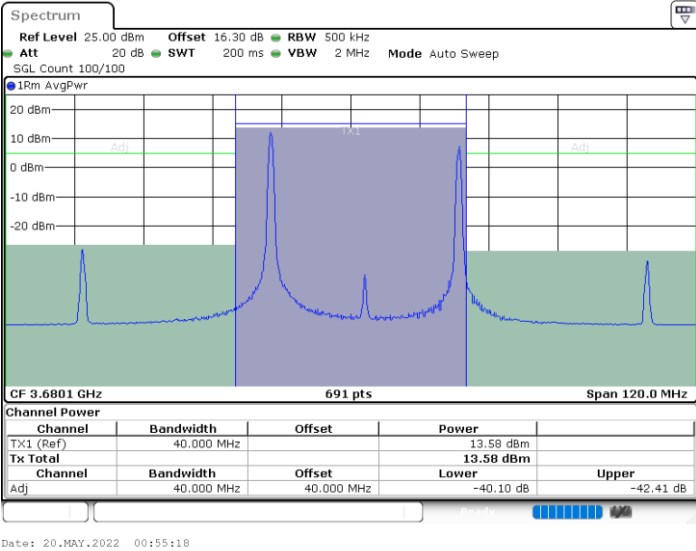 Spectrum
Ref Level 25.00 dBm Offset 16.30 dB RBW 500 kHz
Att 20 dB SWT 200 ms VBW 2 MHz Mode Auto Sweep
SGL Count 100/100
1Rm AvgPwr
20 dBm
TX1
10 dBm
Adj Adj
0 dBm
-10 dBm
-20 dBm
CF 3.6801 GHz 691 pts Span 120.0 MHz
Channel Power
Channel Bandwidth Offset Power
TX1 (Ref) 40.000 MHz 13.58 dBm
Tx Total 13.58 dBm
Channel Bandwidth Offset Lower Upper
Adj 40.000 MHz 40.000 MHz -40.10 dB -42.41 dB
Ready
Date: 20.MAY.2022 00:55:18